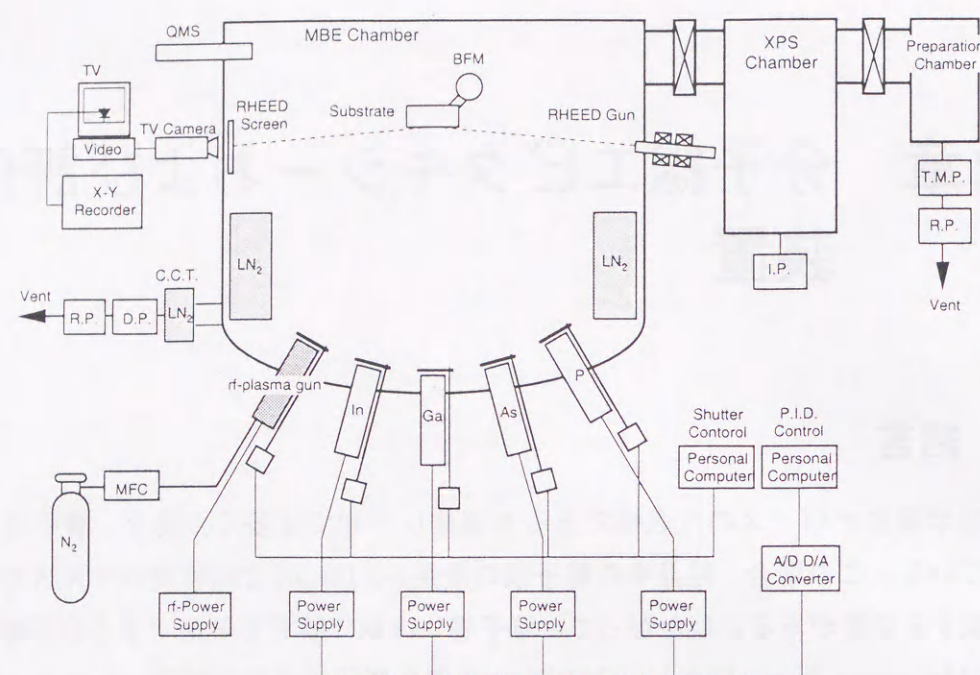 QMS
MBE Chamber
XPS
Chamber
Preparation
Chamber
TV
BFM
RHEED
Screen
Substrate
RHEED Gun
TV Camera
Video
X-Y
Recorder
T.M.P.
R.P.
LN2
LN2
I.P.
C.C.T.
Vent
R.P.
D.P.
LN2
Vent
rf-plasma gun
In
Ga
As
P
Shutter
Contorol
P.I.D.
Control
Personal
Computer
Personal
Computer
MFC
N2
A/D D/A
Converter
rf-Power
Supply
Power
Supply
Power
Supply
Power
Supply
Power
Supply